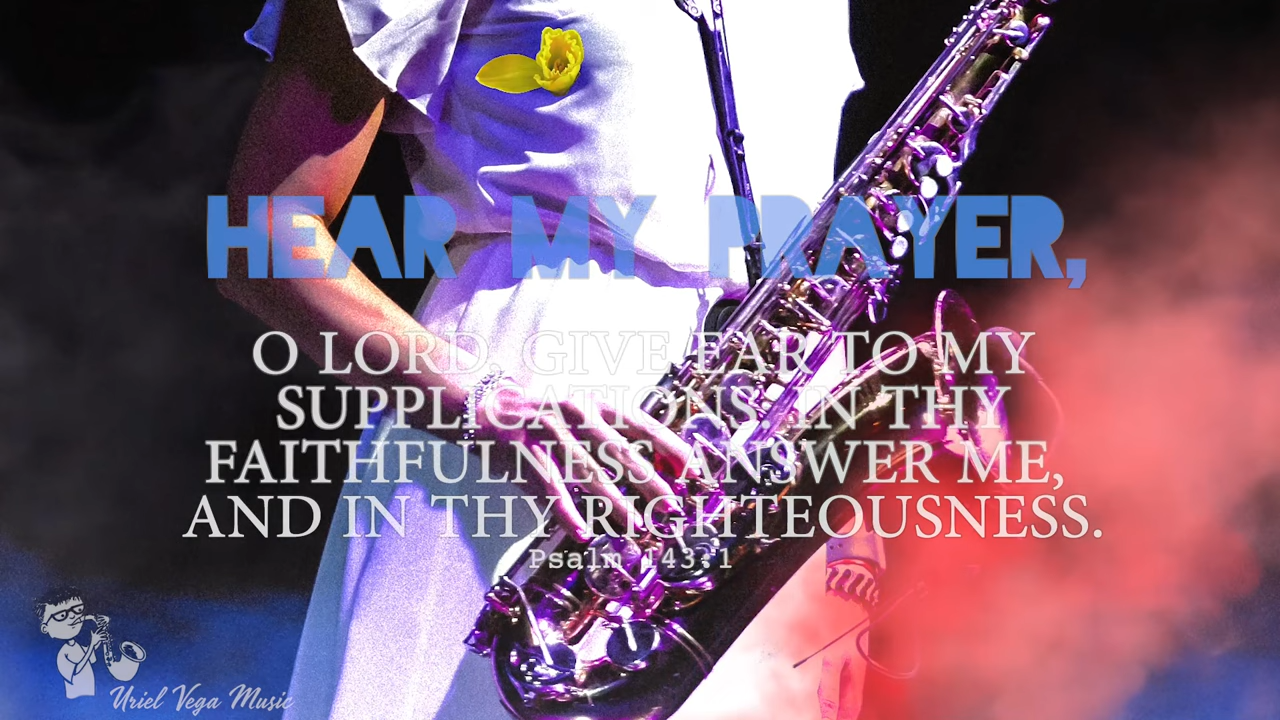 HEAR MY PRAYER,
O LORD, GIVE EAR TO MY
SUPPLICATIONS: IN THY
FAITHFULNESS ANSWER ME,
AND IN THY RIGHTEOUSNESS.
Psalm 143:1
Uriel Vega Music